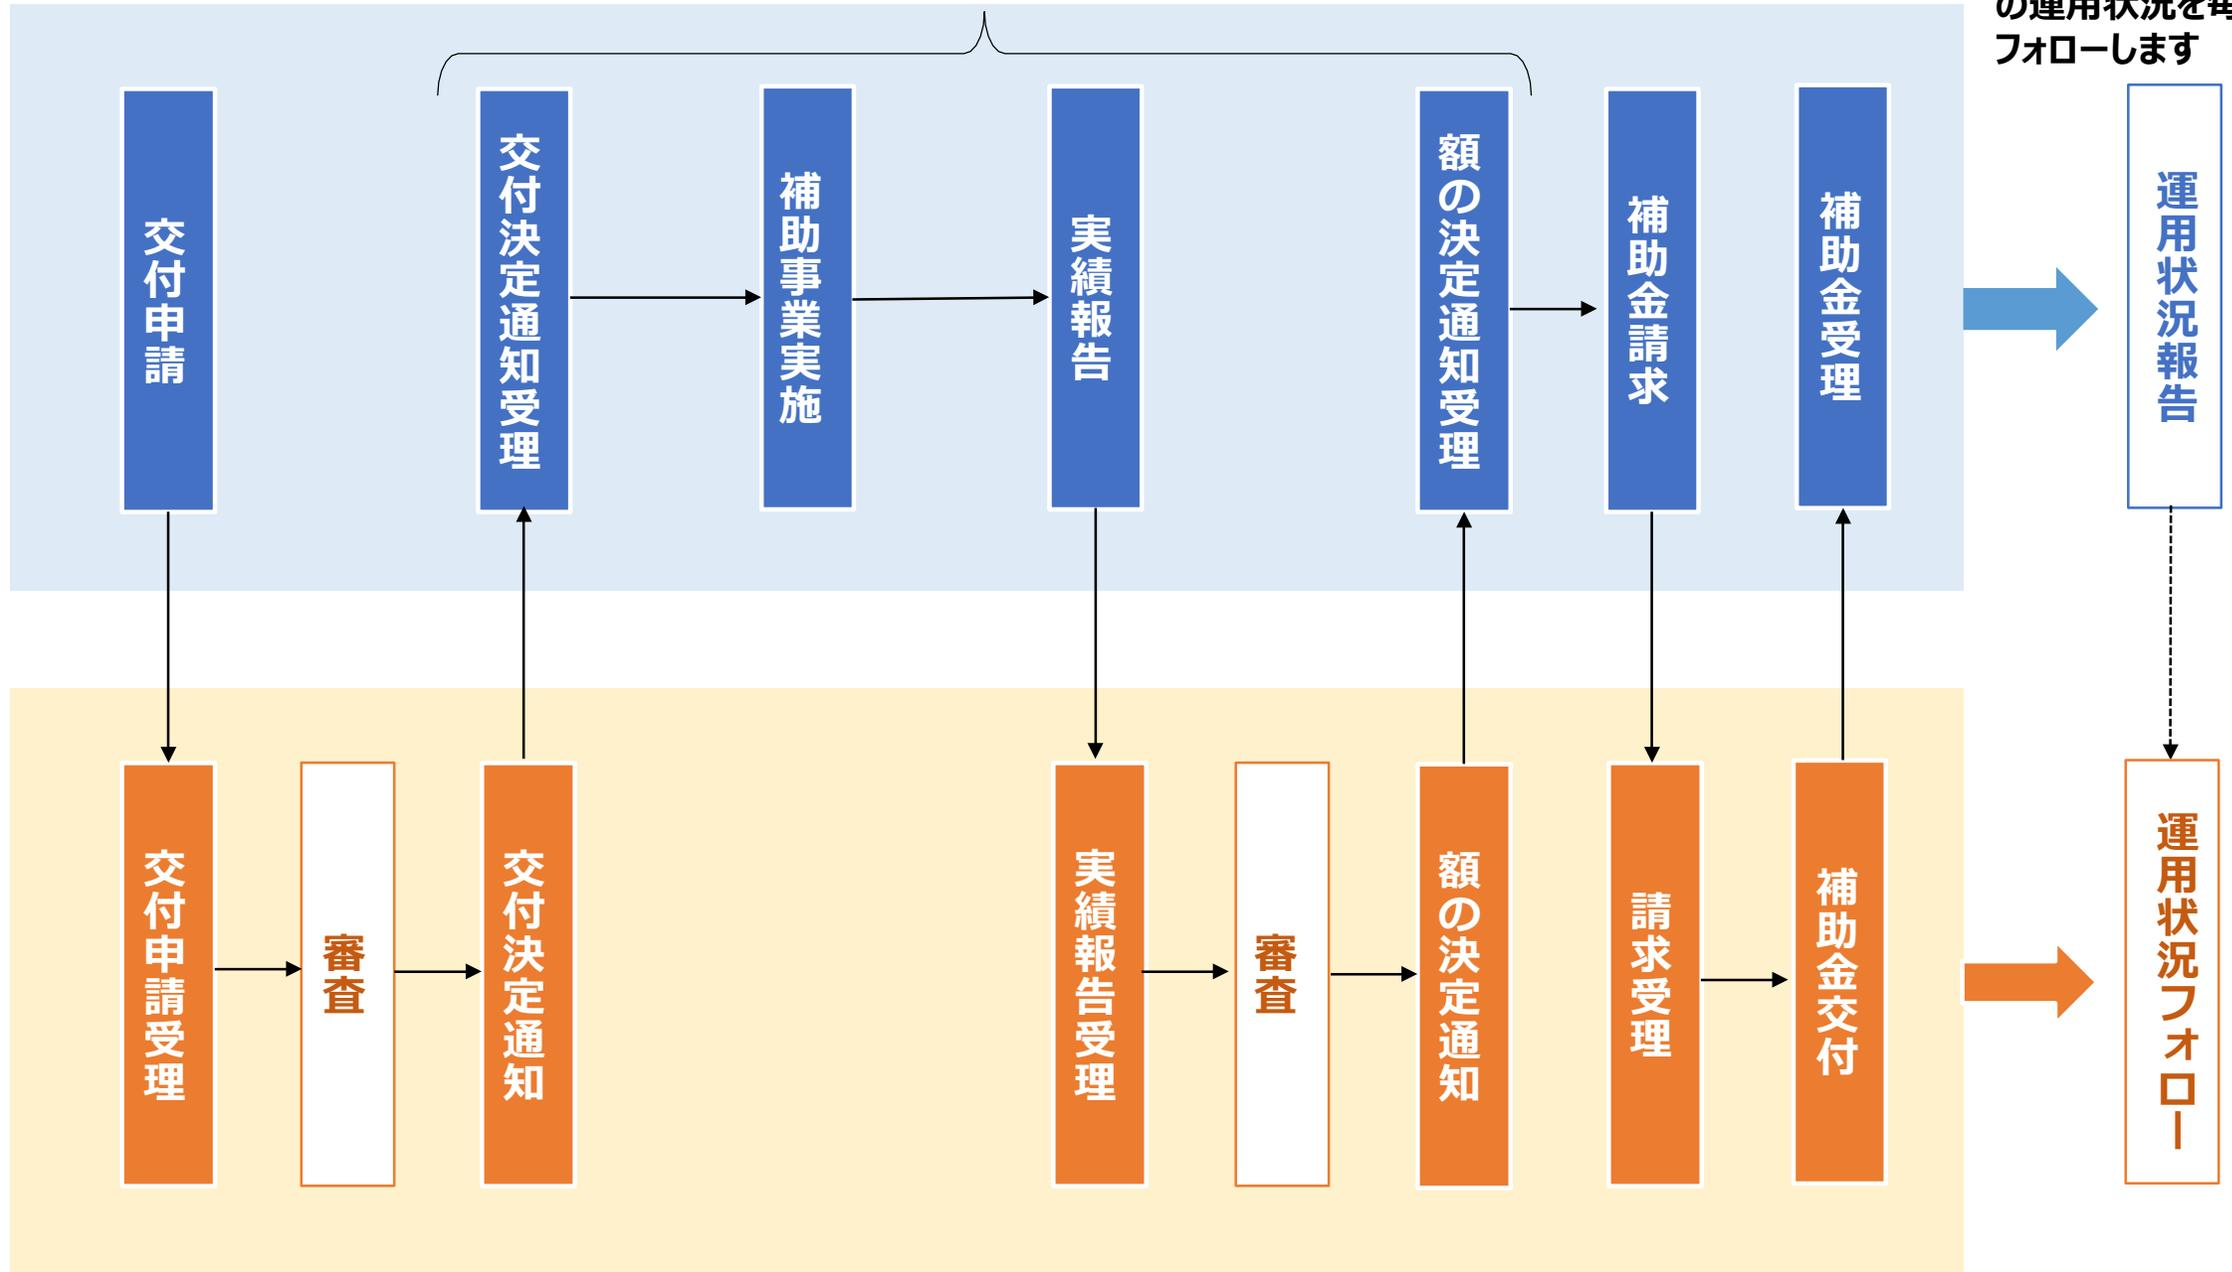 の運用状況を毎
フォローします
交付申請
交付決定通知受理
補助事業実施
実績報告
額の決定通知受理
補助金請求
補助金受理
運用状況報告
交付申請受理
審査
交付決定通知
実績報告受理
審査
額の決定通知
請求受理
補助金交付
運用状況フォロー